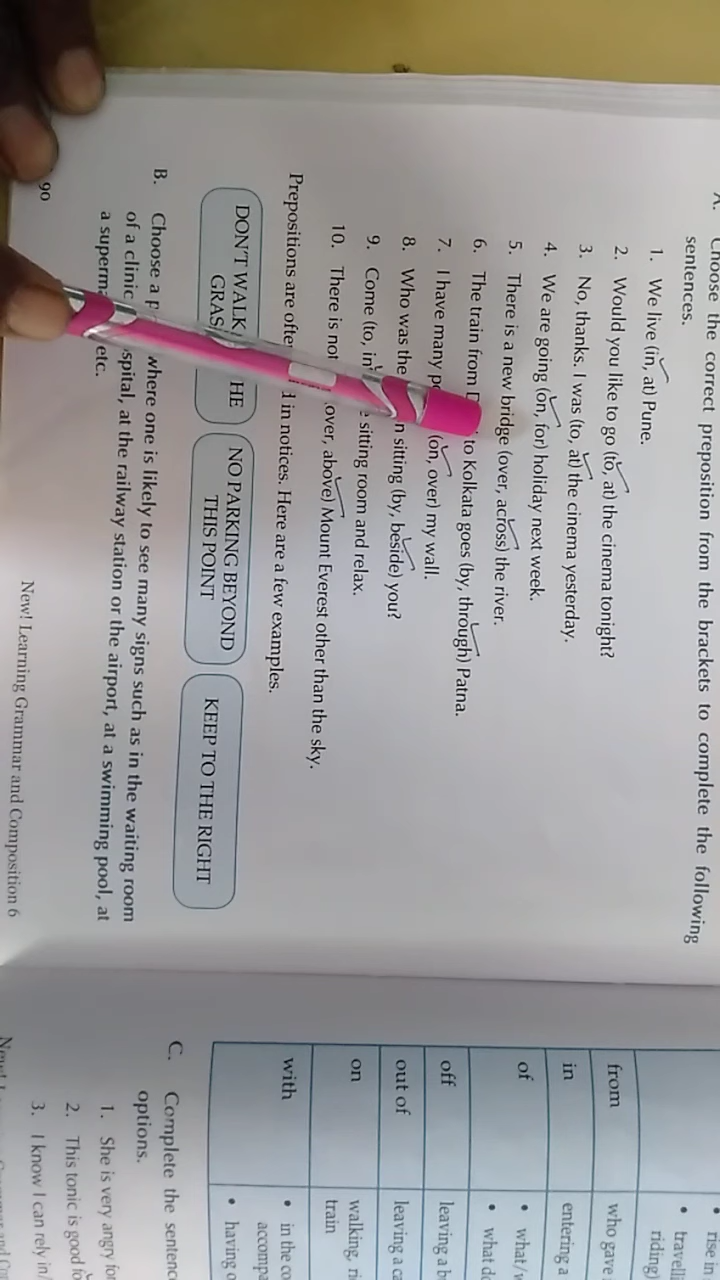 Choose the correct preposition from the brackets to complete the following
sentences.
1. We live (in, at) Pune.
2. Would you like to go (to, at) the cinema tonight?
3. No, thanks. I was (to, at) the cinema yesterday.
4. We are going (on, for) holiday next week.
5. There is a new bridge (over, across) the river.
6. The train from to Kolkata goes (by, through) Patna.
7. I have many (on, over) my wall.
8. Who was the sitting (by, beside) you?
9. Come (to, sitting room and relax.
10. There is not over, above) Mount Everest other than the sky.
Prepositions are in notices. Here are a few examples.
DON'T WALK
HE
GRAS
NO PARKING BEYOND
THIS POINT
KEEP TO THE RIGHT
B. Choose a where one is likely to see many signs such as in the waiting room
of a clinic, at the railway station or the airport, at a swimming pool, at
a etc.
90
New! Learning Grammar and Composition 6
rise in
from
who gave
in
entering a
of
off
leaving a
out of
leaving a
on
walking,
train
with
in the
having
C. Complete the
options.
1. She is very angry
2. This tonic is good
3. I know I can rely